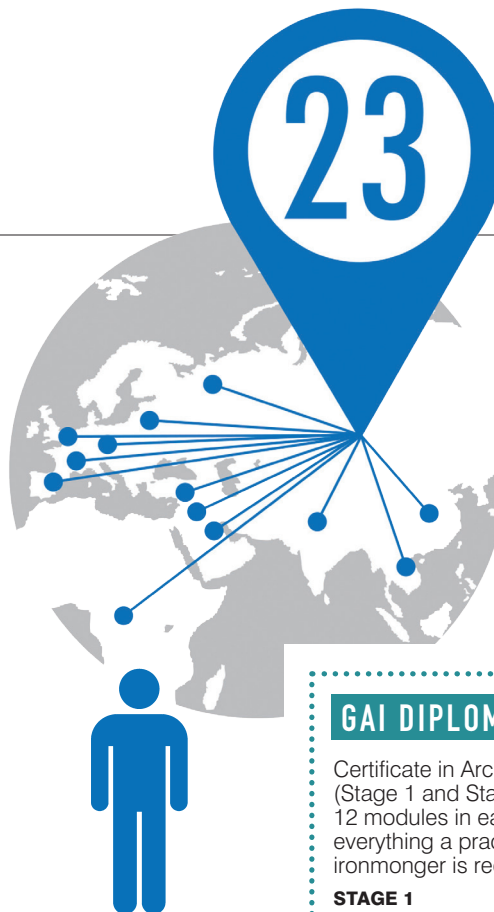 23
GAI DIPLOM
Certificate in Arc
(Stage 1 and Sta
12 modules in ea
everything a prac
ironmonger is re
STAGE 1